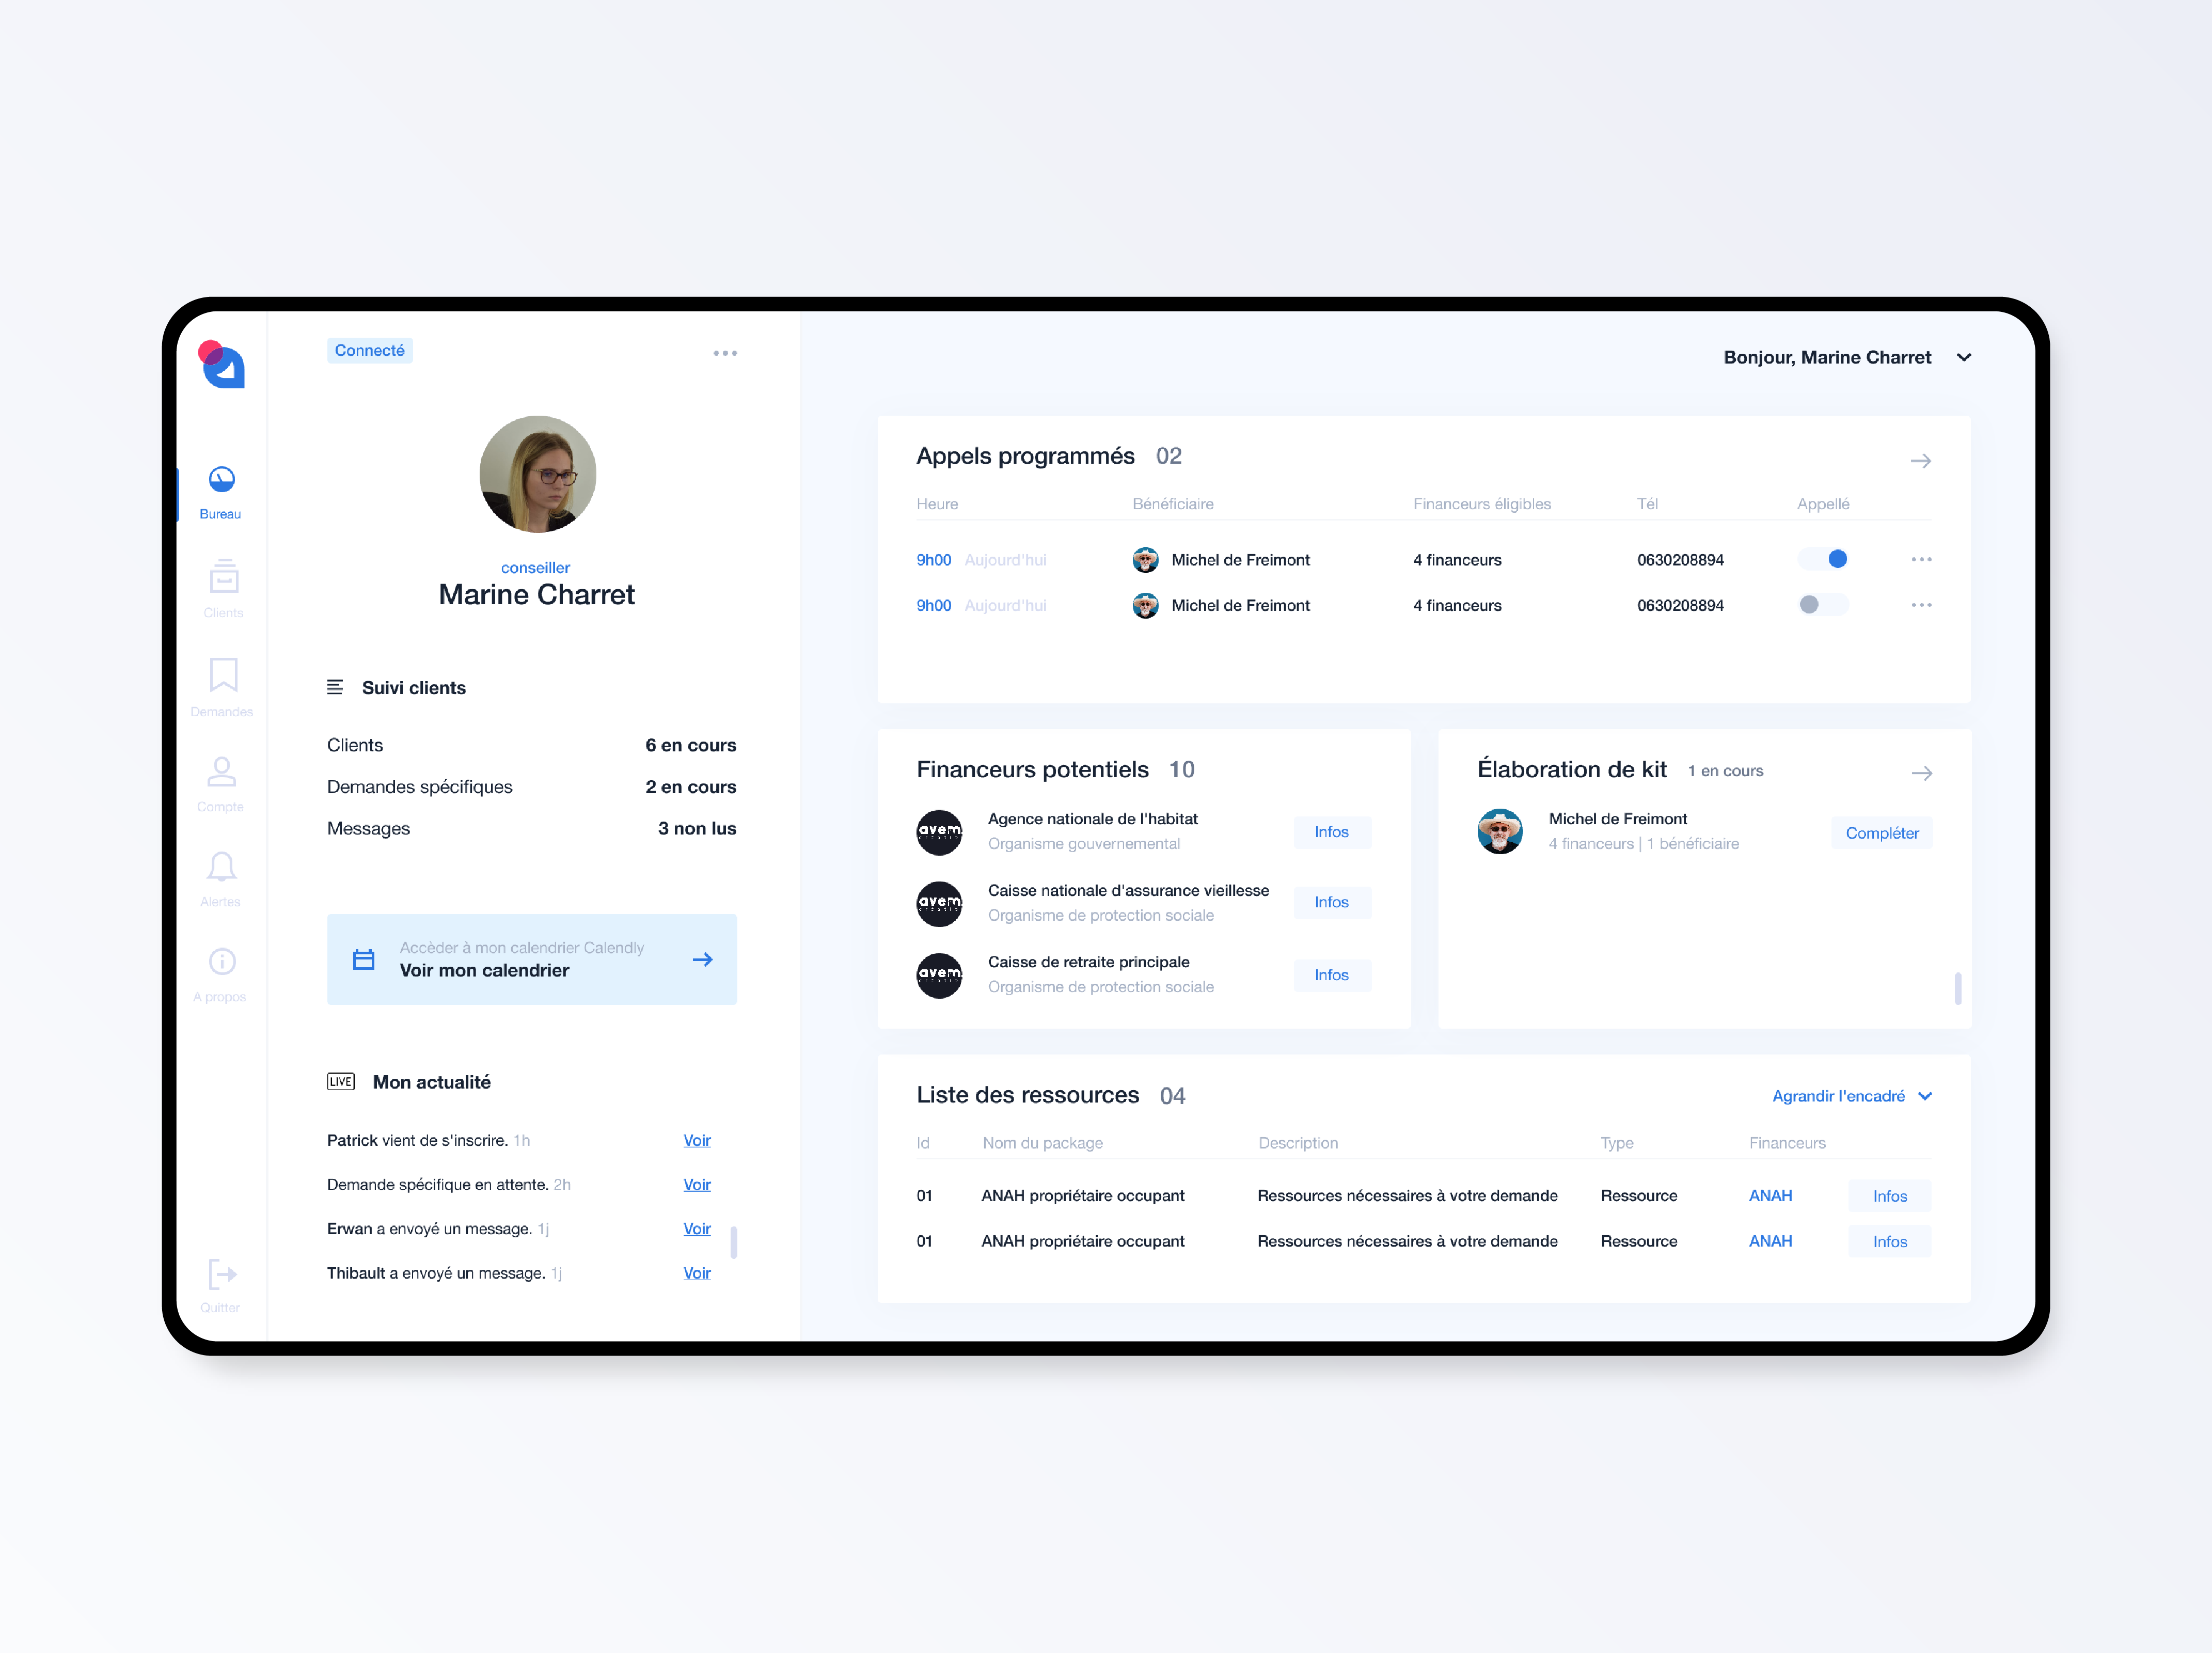 Bureau
Clients
Demandes
Compte
Alertes
A propos
Quitter
Connecté
conseiller
Marine Charret
Suivi clients
Clients 6 en cours
Demandes spécifiques 2 en cours
Messages 3 non lus
Accèder à mon calendrier Calendly
Voir mon calendrier
LIVE Mon actualité
Patrick vient de s'inscrire. 1h Voir
Demande spécifique en attente. 2h Voir
Erwan a envoyé un message. 1j Voir
Thibault a envoyé un message. 1j Voir
Bonjour, Marine Charret
Appels programmés 02
Heure Bénéficiaire Financeurs éligibles Tél Appellé
9h00 Aujourd'hui Michel de Freimont 4 financeurs 0630208894
9h00 Aujourd'hui Michel de Freimont 4 financeurs 0630208894
Financeurs potentiels 10
avem
Agence nationale de l'habitat
Organisme gouvernemental
Infos
avem
Caisse nationale d'assurance vieillesse
Organisme de protection sociale
Infos
avem
Caisse de retraite principale
Organisme de protection sociale
Infos
Élaboration de kit 1 en cours
Michel de Freimont
4 financeurs | 1 bénéficiaire
Compléter
Liste des ressources 04
Agrandir l'encadré
Id Nom du package Description Type Financeurs
01 ANAH propriétaire occupant Ressources nécessaires à votre demande Ressource ANAH Infos
01 ANAH propriétaire occupant Ressources nécessaires à votre demande Ressource ANAH Infos